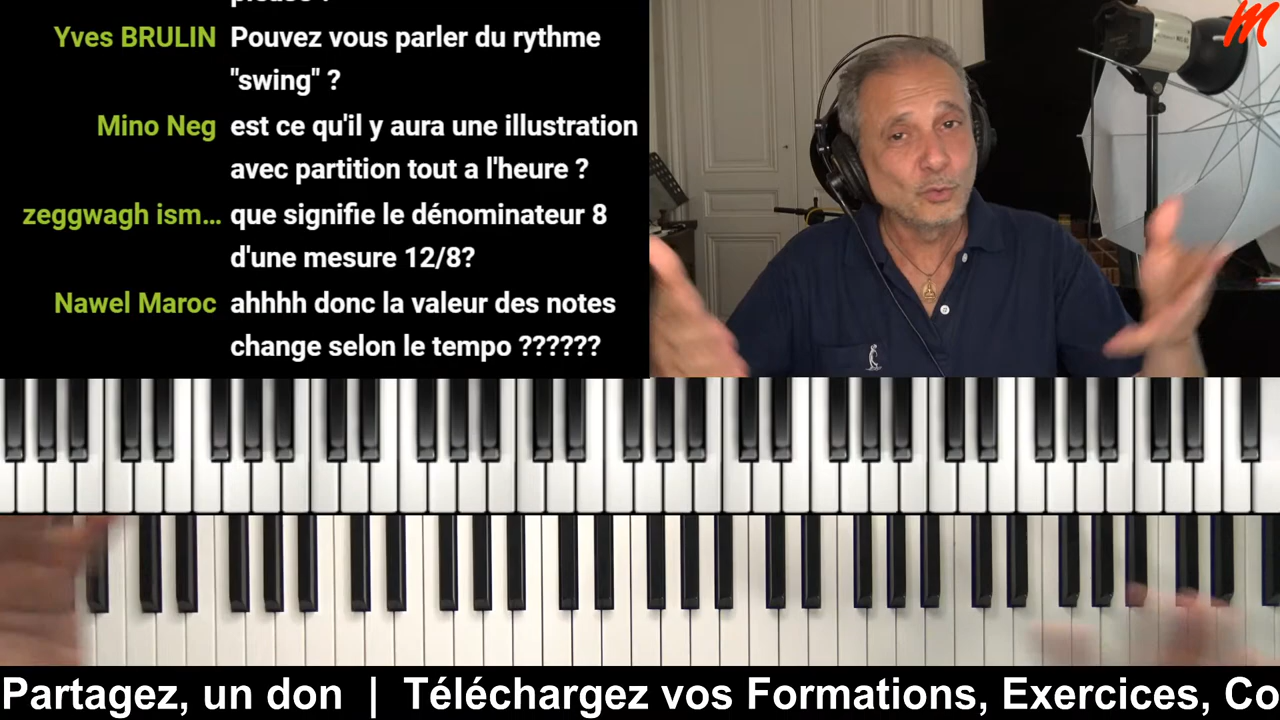 Yves BRULIN Pouvez vous parler du rythme
"swing" ?
Mino Neg est ce qu'il y aura une illustration
avec partition tout a l'heure ?
zeggwagh ism... que signifie le dénominateur 8
d'une mesure 12/8?
Nawel Maroc ahhhh donc la valeur des notes
change selon le tempo ??????
Partagez, un don | Téléchargez vos Formations, Exercices, Co